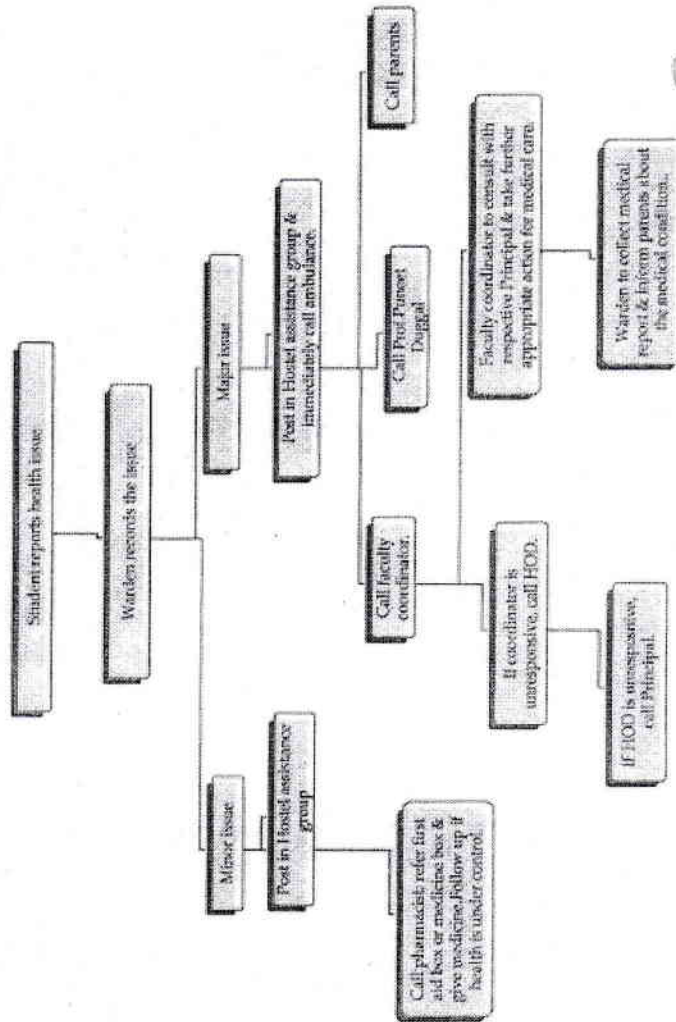 Student reports health issue
Warden records the issue
Minor issue
Major issue
Post in Hostel assistance
group
Post in Hostel assistance group &
immediately call ambulance.
Call pharmacist, refer first
aid box or medicine box &
give medicine.Follow up if
health is under control.
Call faculty
coordinator.
Call Prof
Duggal
Call parents
If coordinator is
unresponsive, call HOD.
Faculty coordinator to consult with
respective Principal & take further
appropriate action for medical care.
If HOD is unresponsive,
call Principal.
Warden to collect medical
report & inform parents about
the medical condition..